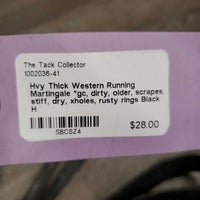 The Tack Collector
1002036-41
Hvy Thick Western Running
Martingale *gc, dirty, older, scrapes,
stiff, dry, xholes, rusty rings Black
H
$28.00
SBCSZ4